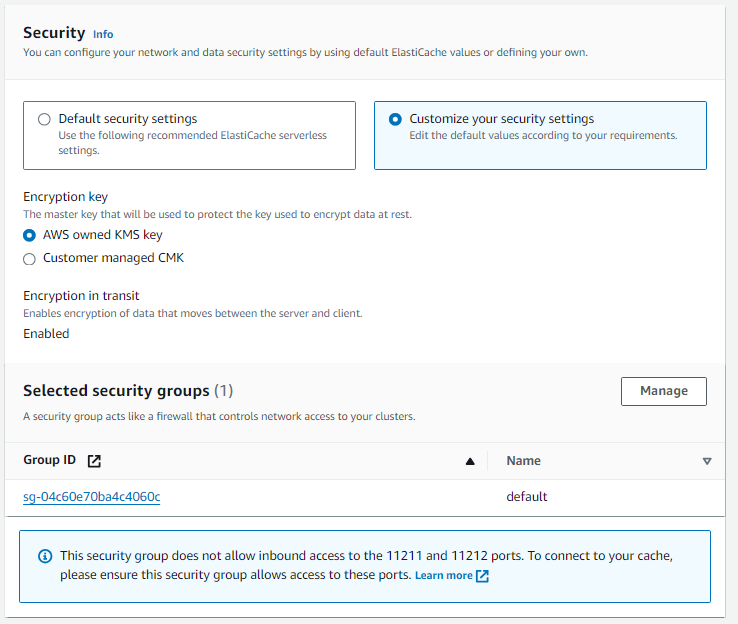 Security Info
You can configure your network and data security settings by using default ElastiCache values or defining your own.
Default security settings
Use the following recommended ElastiCache serverless
settings.
Customize your security settings
Edit the default values according to your requirements.
Encryption key
The master key that will be used to protect the key used to encrypt data at rest.
AWS owned KMS key
Customer managed CMK
Encryption in transit
Enables encryption of data that moves between the server and client.
Enabled
Selected security groups (1)
Manage
A security group acts like a firewall that controls network access to your clusters.
Group ID Name
sg-04c60e70ba4c4060c default
This security group does not allow inbound access to the 11211 and 11212 ports. To connect to your cache,
please ensure this security group allows access to these ports. Learn more